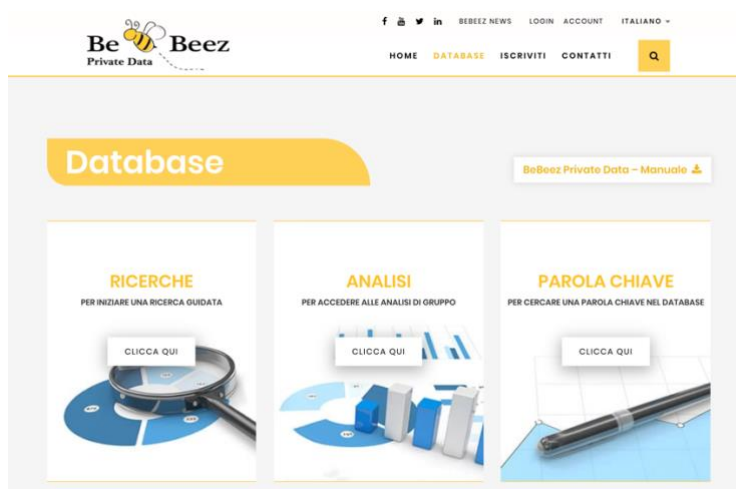 BEBEEZ NEWS LOGIN ACCOUNT ITALIANO
Be Beez
Private Data
HOME DATABASE ISCRIVITI CONTATTI
Database
BeBeez Private Data – Manuale
RICERCHE
PER INIZIARE UNA RICERCA GUIDATA
CLICCA QUI
ANALISI
PER ACCEDERE ALLE ANALISI DI GRUPPO
CLICCA QUI
PAROLA CHIAVE
PER CERCARE UNA PAROLA CHIAVE NEL DATABASE
CLICCA QUI